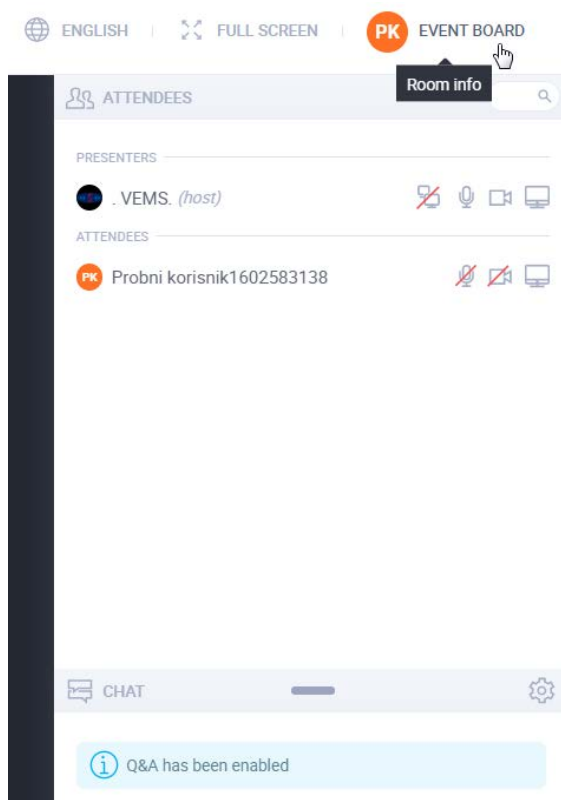 ENGLISH FULL SCREEN PK EVENT BOARD
Room info
ATTENDEES
PRESENTERS
. VEMS. (host)
ATTENDEES
PK Probni korisnik1602583138
CHAT
Q&A has been enabled